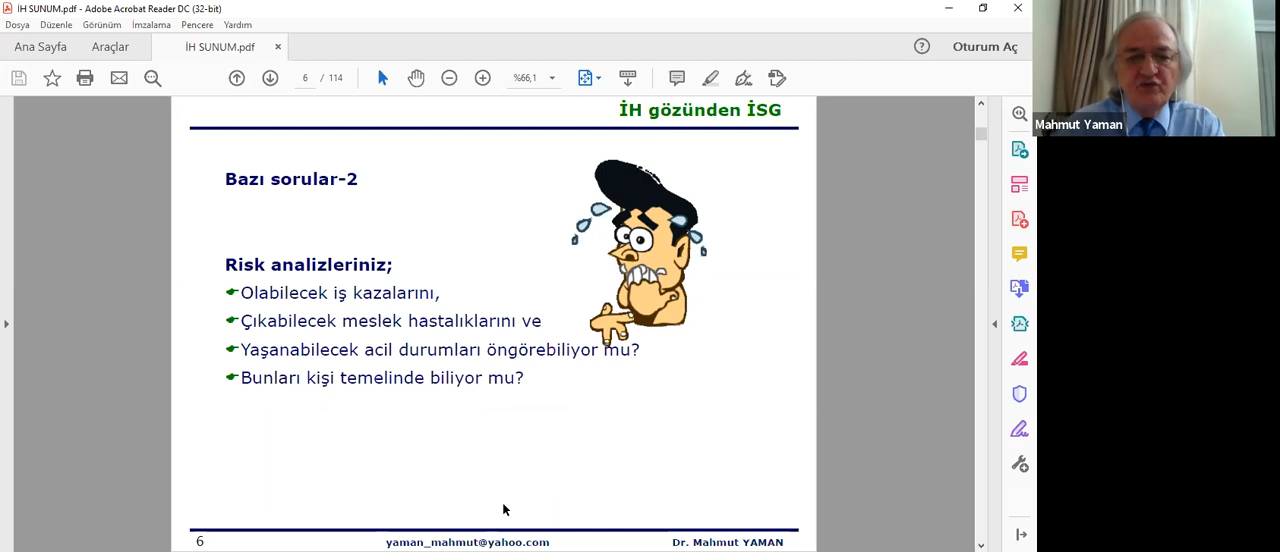 İH SUNUM.pdf - Adobe Acrobat Reader DC (32-bit)
Dosya Düzenle Görünüm İmzalama Pencere Yardım
Ana Sayfa Araçlar İH SUNUM.pdf × Oturum Aç
6 / 114 %66,1
Mahmut Yaman
İH gözünden İSG
Bazı sorular-2
Risk analizleriniz;
Olabilecek iş kazalarını,
Çıkabilecek meslek hastalıklarını ve
Yaşanabilecek acil durumları öngörebiliyor mu?
Bunları kişi temelinde biliyor mu?
6 yaman_mahmut@yahoo.com Dr. Mahmut YAMAN